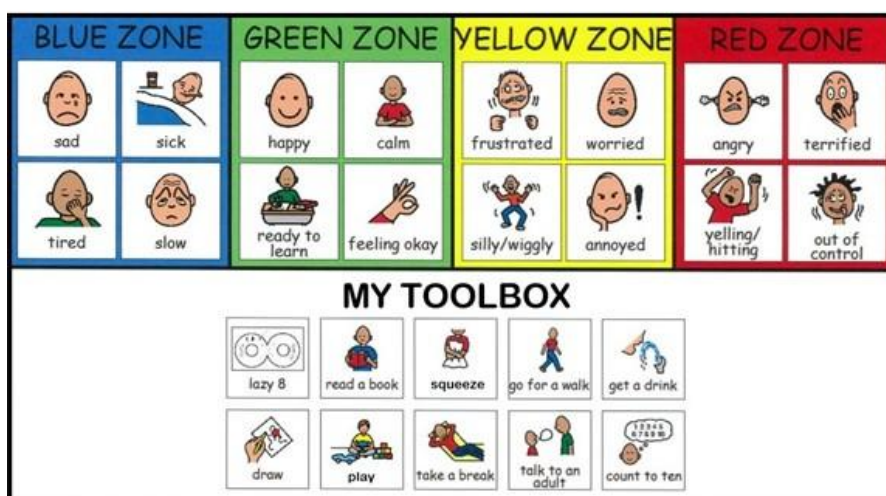 BLUE ZONE
GREEN ZONE
YELLOW ZONE
RED ZONE
sad
sick
happy
calm
frustrated
worried
angry
terrified
tired
slow
ready to
learn
feeling okay
silly/wiggly
annoyed
yelling/
hitting
out of
control
MY TOOLBOX
lazy 8
read a book
squeeze
go for a walk
get a drink
draw
play
take a break
talk to an
adult
count to ten